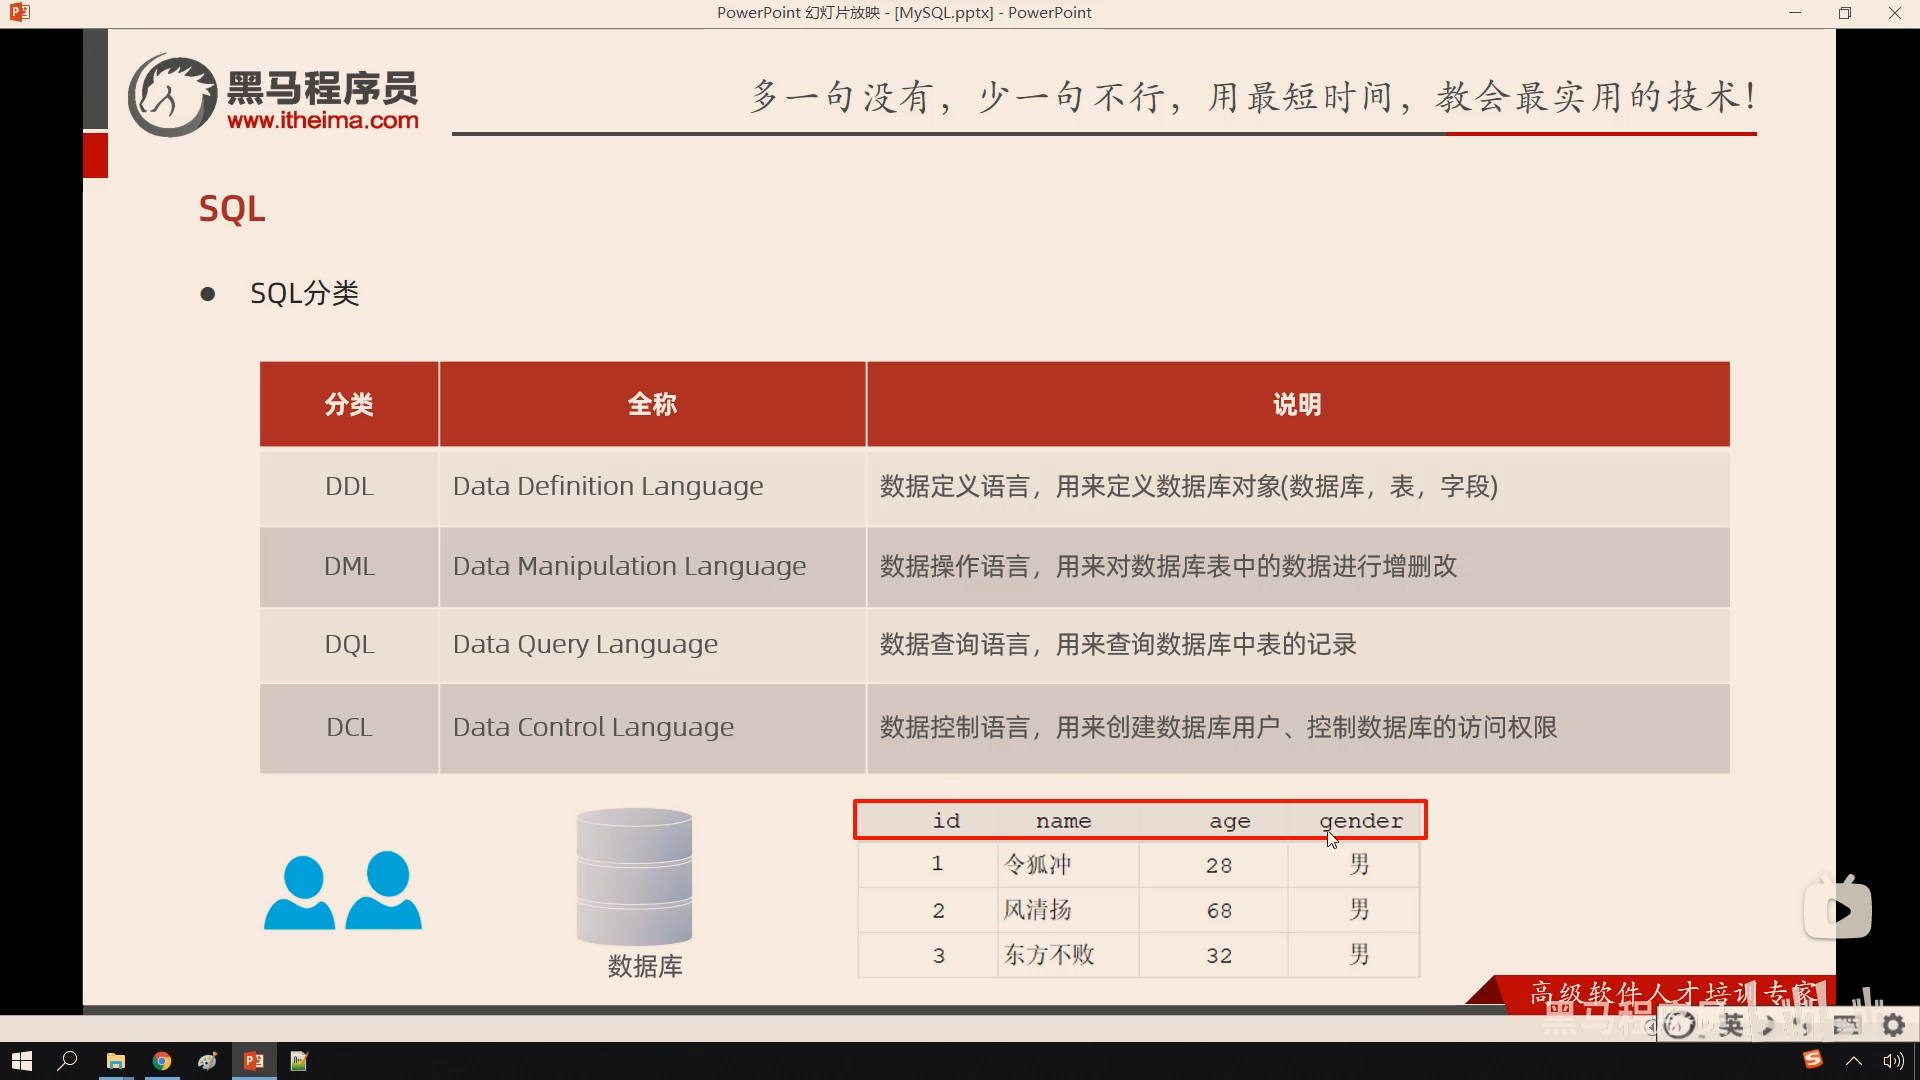 PowerPoint 幻灯片放映 - [MySQL.pptx] - PowerPoint
黑马程序员
www.itheima.com
多一句没有，少一句不行，用最短时间，教会最实用的技术！
SQL
● SQL分类
分类 全称 说明
DDL Data Definition Language 数据定义语言，用来定义数据库对象(数据库，表，字段)
DML Data Manipulation Language 数据操作语言，用来对数据库表中的数据进行增删改
DQL Data Query Language 数据查询语言，用来查询数据库中表的记录
DCL Data Control Language 数据控制语言，用来创建数据库用户、控制数据库的访问权限
id name age gender
1 令狐冲 28 男
2 风清扬 68 男
3 东方不败 32 男
数据库
高级软件人才培训专家
英